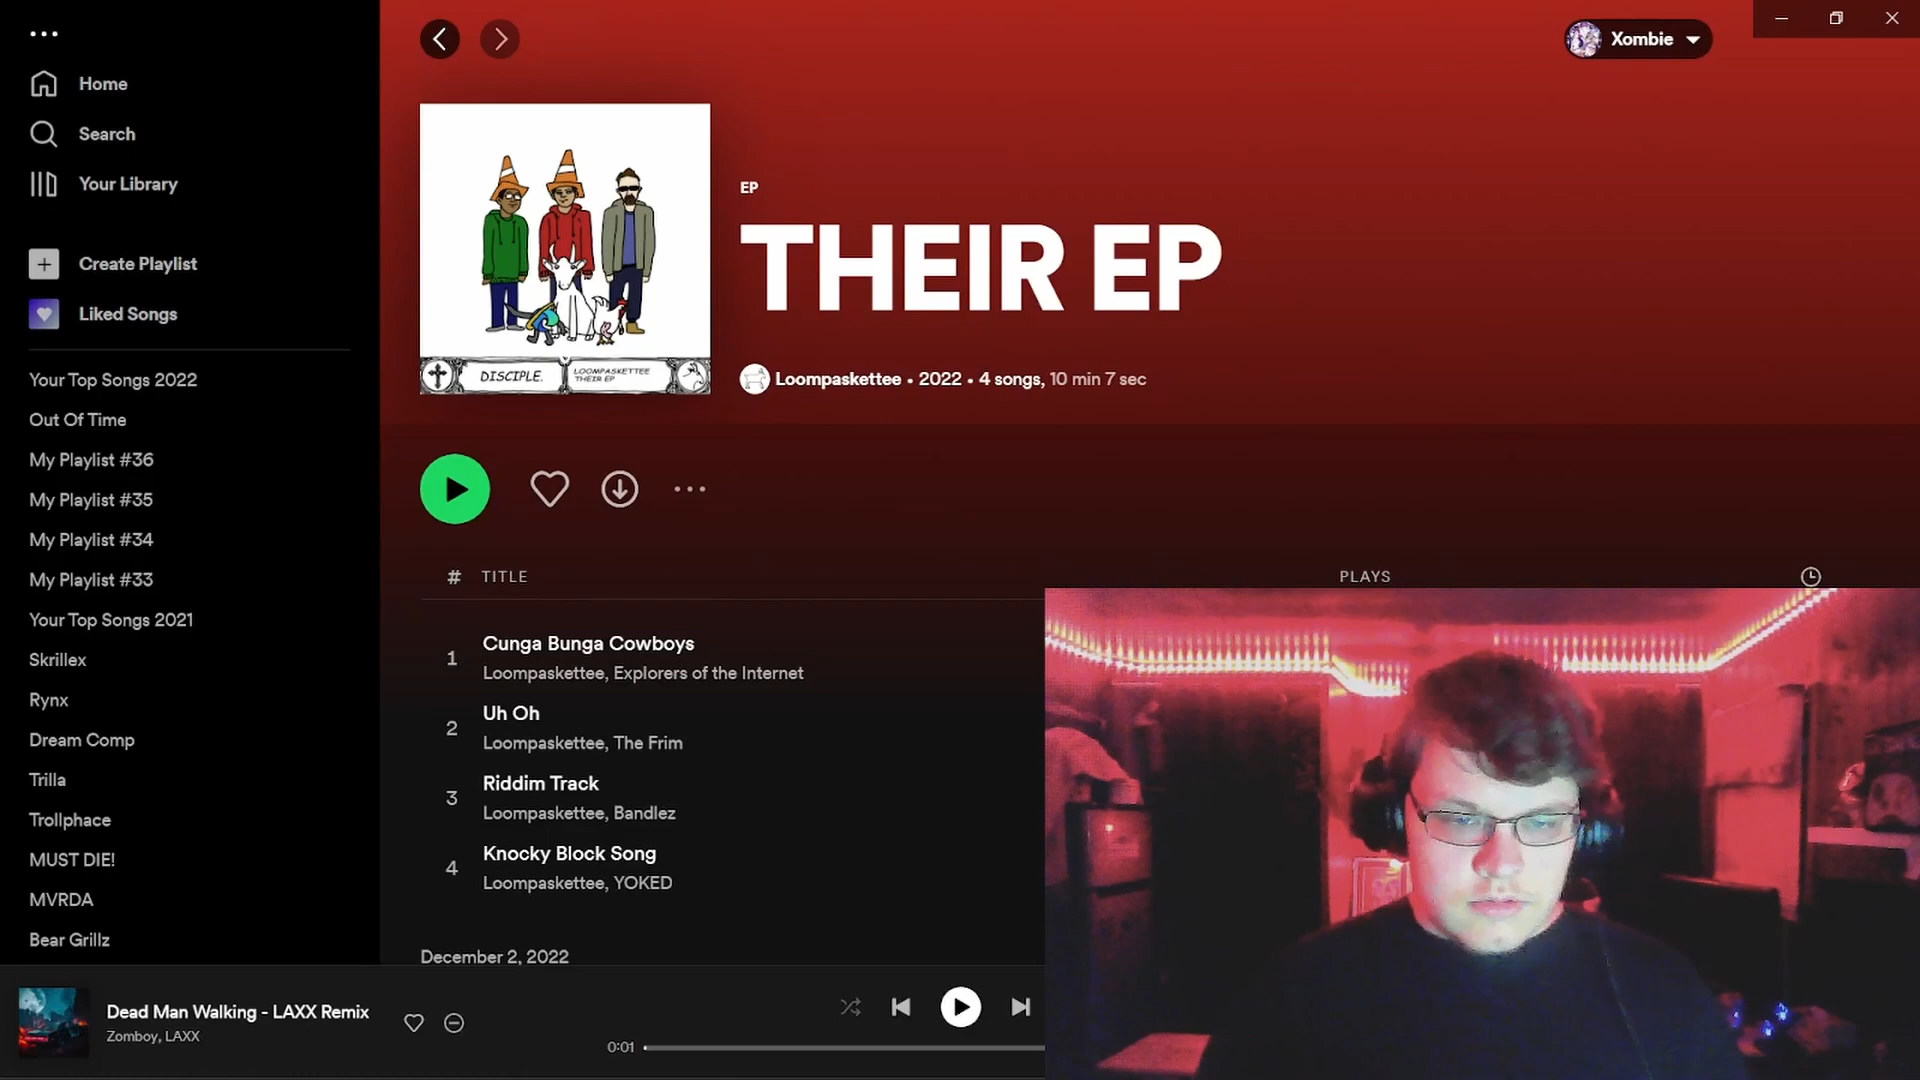 Home
Search
Your Library
Create Playlist
Liked Songs
Your Top Songs 2022
Out Of Time
My Playlist #36
My Playlist #35
My Playlist #34
My Playlist #33
Your Top Songs 2021
Skrillex
Rynx
Dream Comp
Trilla
Trollphace
MUST DIE!
MVRDA
Bear Grillz
Xombie
DISCIPLE.
LOOMPASKETTEE
THEIR EP
EP
THEIR EP
Loompaskettee • 2022 • 4 songs, 10 min 7 sec
# TITLE PLAYS
1 Cunga Bunga Cowboys
Loompaskettee, Explorers of the Internet
2 Uh Oh
Loompaskettee, The Frim
3 Riddim Track
Loompaskettee, Bandlez
4 Knocky Block Song
Loompaskettee, YOKED
December 2, 2022
Dead Man Walking - LAXX Remix
Zomboy, LAXX
0:01